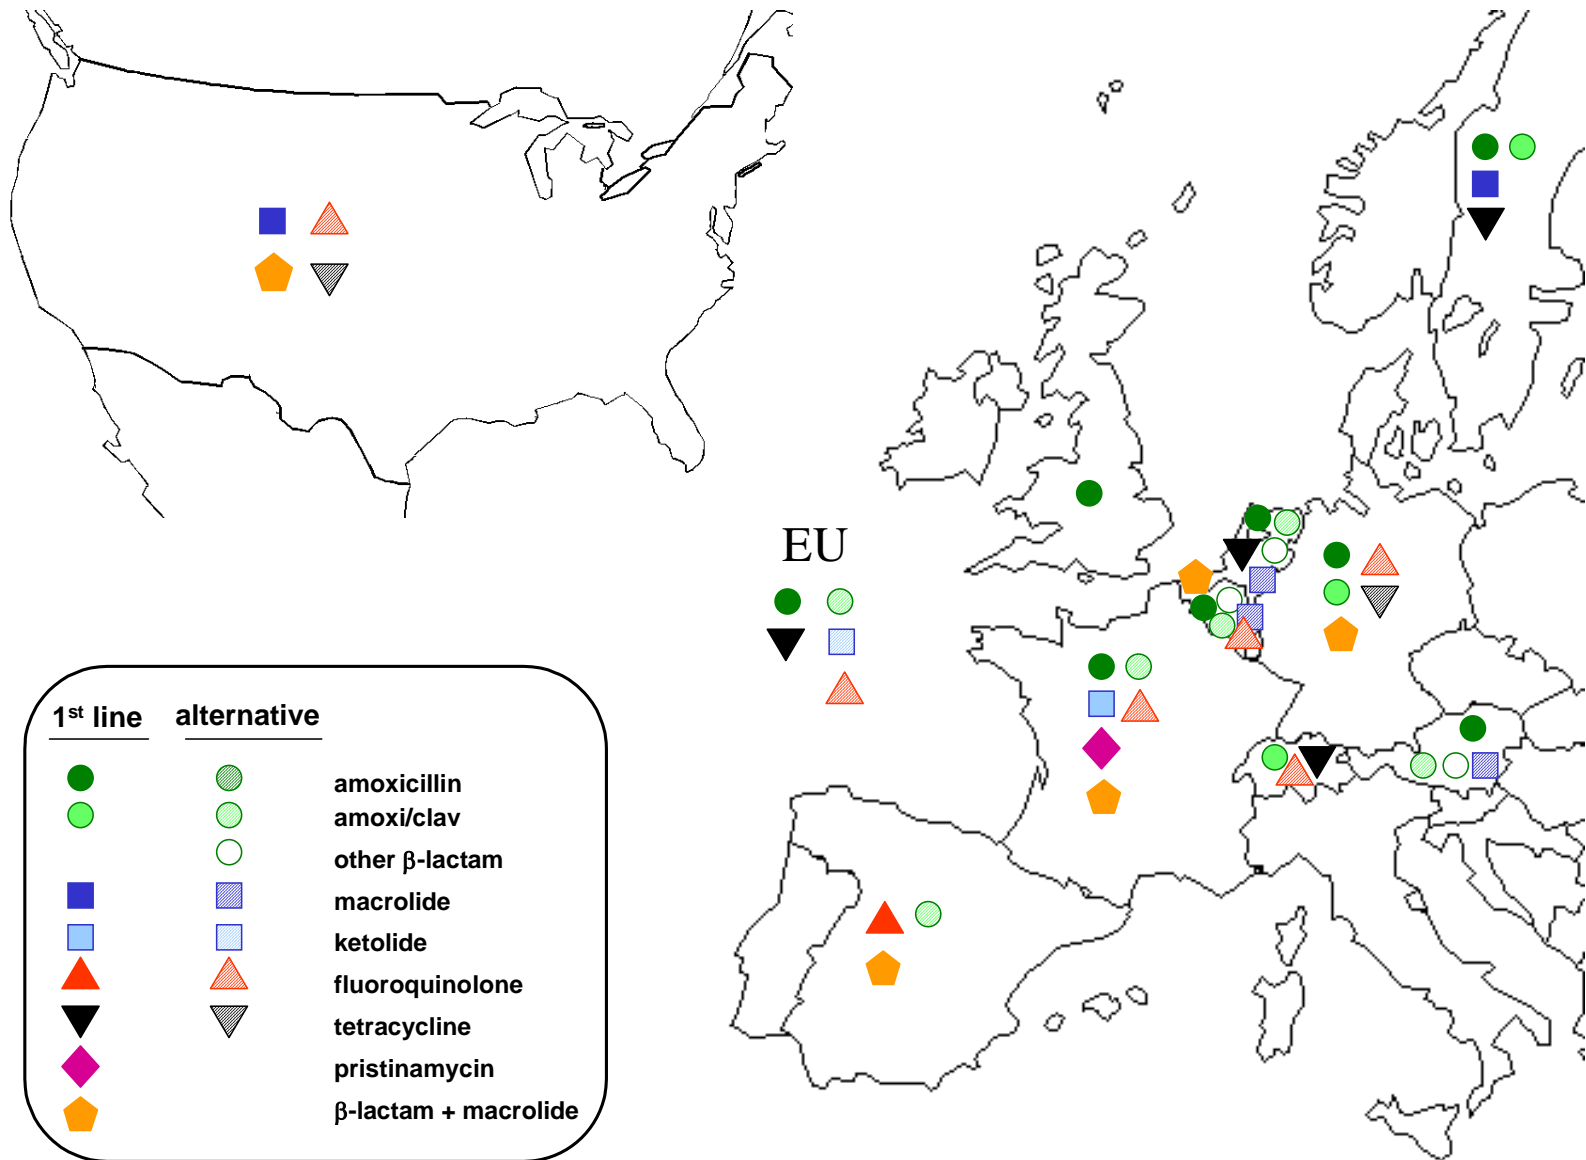 EU
1st line alternative
amoxicillin
amoxi/clav
other β-lactam
macrolide
ketolide
fluoroquinolone
tetracycline
pristinamycin
β-lactam + macrolide